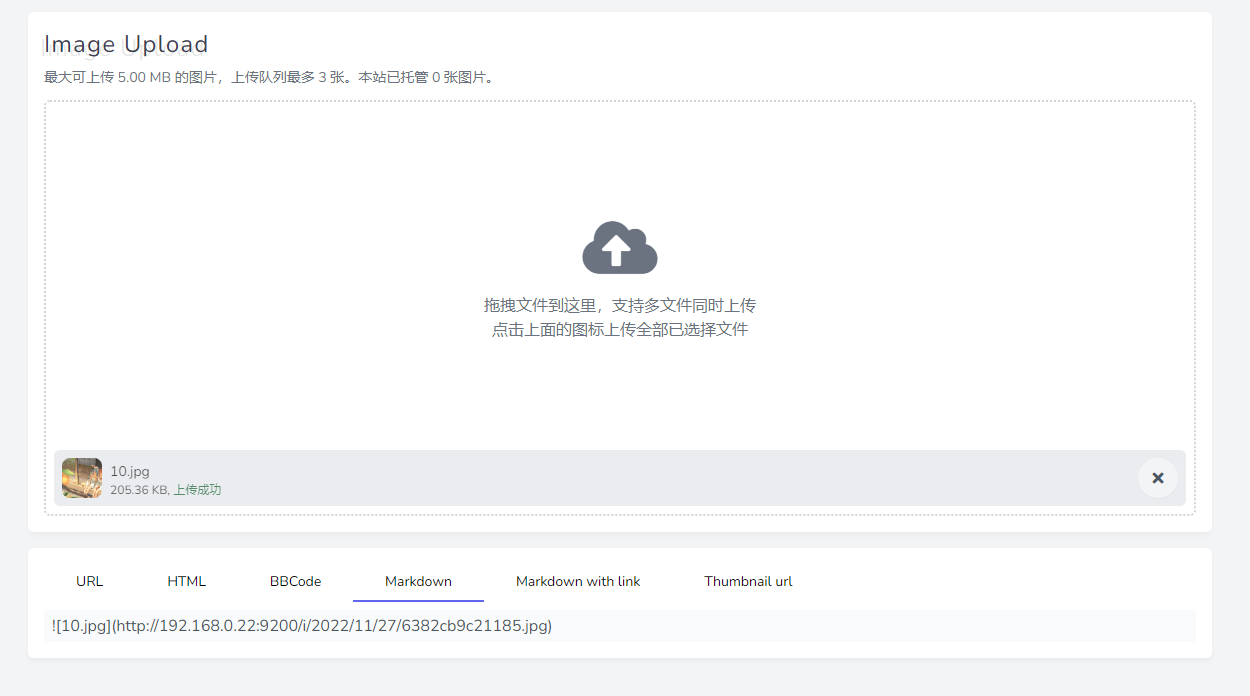 Image Upload
最大可上传 5.00 MB 的图片，上传队列最多 3 张。本站已托管 0 张图片。
拖拽文件到这里，支持多文件同时上传
点击上面的图标上传全部已选择文件
10.jpg
205.36 KB, 上传成功
URL HTML BBCode Markdown Markdown with link Thumbnail url
![10.jpg](http://192.168.0.22:9200/i/2022/11/27/6382cb9c21185.jpg)